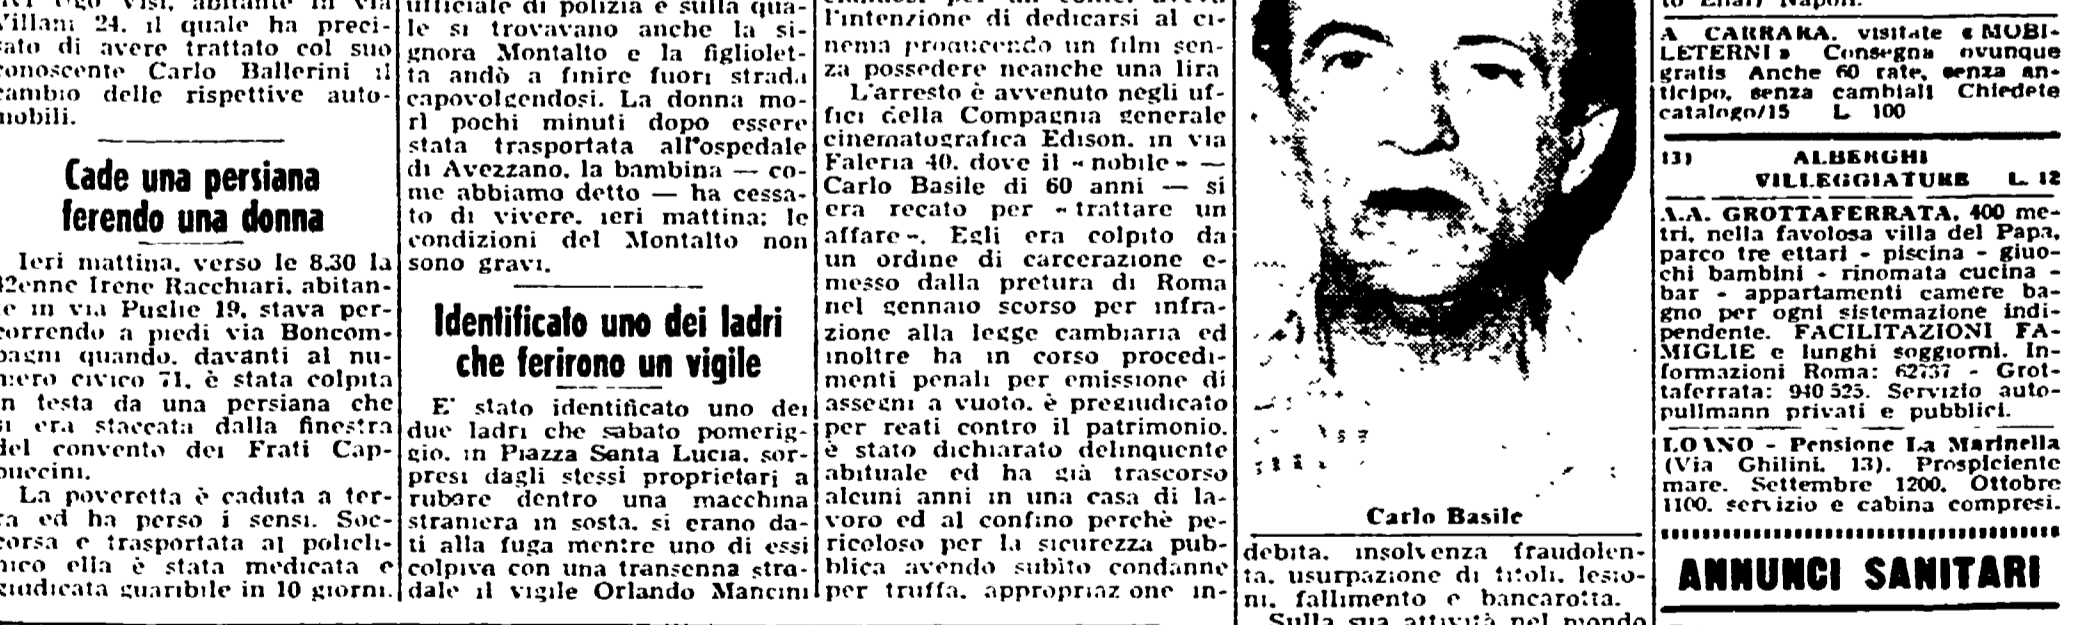 Villani 24. il quale ha preci-
sato di avere trattato col suo
conoscente Carlo Ballerini il
cambio delle rispettive auto-
mobili.
Cade una persiana
ferendo una donna
Ieri mattina. verso le 8.30 la
42enne Irene Racchiari. abitan-
te in via Puglie 19. stava per-
correndo a piedi via Boncom-
pagni quando. davanti al nu-
mero civico 71. è stata colpita
in testa da una persiana che
si era staccata dalla finestra
del convento dei Frati Cap-
puccini.
La poveretta è caduta a ter-
ra ed ha perso i sensi. Soc-
corsa e trasportata al policli-
nico ella è stata medicata e
giudicata guaribile in 10 giorni.
ufficiale di polizia e sulla qua-
le si trovavano anche la si-
gnora Montalto e la figliolet-
ta andò a finire fuori strada
capovolgendosi. La donna mo-
rì pochi minuti dopo essere
stata trasportata all'ospedale
di Avezzano. la bambina — co-
me abbiamo detto — ha cessa-
to di vivere. ieri mattina: le
condizioni del Montalto non
sono gravi.
Identificato uno dei ladri
che ferirono un vigile
E' stato identificato uno dei
due ladri che sabato pomerig-
gio. in Piazza Santa Lucia. sor-
presi dagli stessi proprietari a
rubare dentro una macchina
straniera in sosta. si erano da-
ti alla fuga mentre uno di essi
colpiva con una transenna stra-
dale il vigile Orlando Mancini
l'intenzione di dedicarsi al ci-
nema producendo un film sen-
za possedere neanche una lira
L'arresto è avvenuto negli uf-
fici della Compagnia generale
cinematografica Edison. in via
Faleria 40. dove il « nobile » —
Carlo Basile di 60 anni — si
era recato per « trattare un
affare ». Egli era colpito da
un ordine di carcerazione e-
messo dalla pretura di Roma
nel gennaio scorso per infra-
zione alla legge cambiaria ed
inoltre ha in corso procedi-
menti penali per emissione di
assegni a vuoto. è pregiudicato
per reati contro il patrimonio.
è stato dichiarato delinquente
abituale ed ha già trascorso
alcuni anni in una casa di la-
voro ed al confino perchè pe-
ricoloso per la sicurezza pub-
blica avendo subito condanne
per truffa. appropriazione in-
Carlo Basile
debita. insolvenza fraudolen-
ta. usurpazione di titoli. lesio-
ni. fallimento e bancarotta.
Sulla sua attività nel mondo
A CARRARA. visitate « MOBI-
LETERNI » Consegna ovunque
gratis Anche 60 rate, senza an-
ticipo, senza cambiali Chiedete
catalogo/15 L 100
13) ALBERGHI
VILLEGGIATURE L. 12
A.A. GROTTAFERRATA, 400 me-
tri, nella favolosa villa del Papa,
parco tre ettari - piscina - giuo-
chi bambini - rinomata cucina -
bar - appartamenti camere ba-
gno per ogni sistemazione indi-
pendente. FACILITAZIONI FA-
MIGLIE e lunghi soggiorni. In-
formazioni Roma: 62737 - Grot-
taferrata: 940 525. Servizio auto-
pullmann privati e pubblici.
LOANO - Pensione La Marinella
(Via Ghilini, 13). Prospiciente
mare. Settembre 1200, Ottobre
1100. servizio e cabina compresi.
ANNUNCI SANITARI